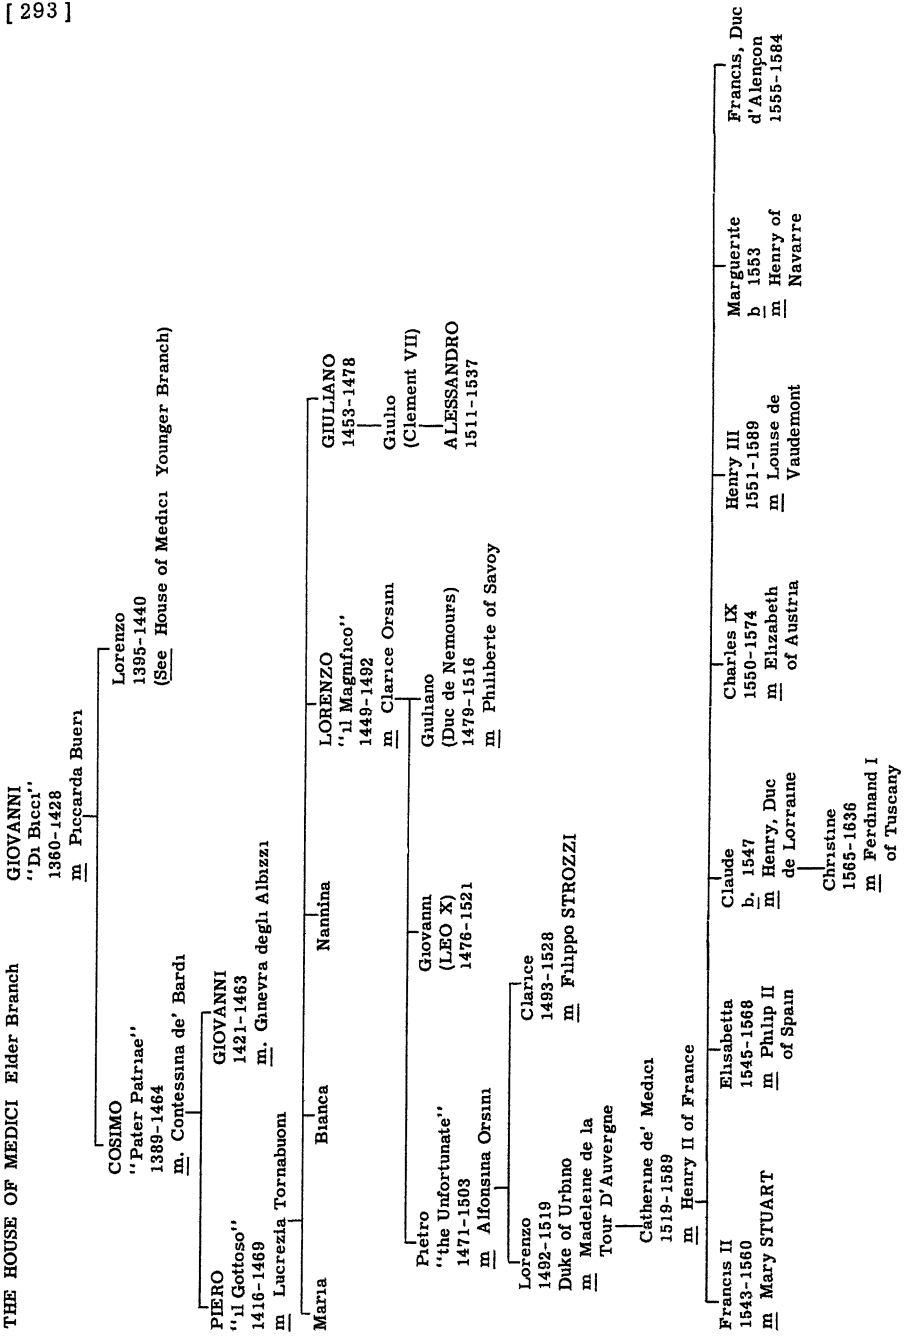 [ 293 ]
THE HOUSE OF MEDICI Elder Branch
GIOVANNI
"Di Bicci"
1360-1428
m Piccarda Bueri
COSIMO
"Pater Patriae"
1389-1464
m. Contessina de' Bardi
Lorenzo
1395-1440
(See House of Medici Younger Branch)
PIERO
"il Gottoso"
1416-1469
m Lucrezia Tornabuoni
GIOVANNI
1421-1463
m. Ginevra degli Albizzi
Maria
Bianca
Nannina
LORENZO
"il Magnifico"
1449-1492
m Clarice Orsini
GIULIANO
1453-1478
Giulio
(Clement VII)
ALESSANDRO
1511-1537
Pietro
"the Unfortunate"
1471-1503
m Alfonsina Orsini
Giovanni
(LEO X)
1476-1521
Giuliano
(Duc de Nemours)
1479-1516
m Philiberte of Savoy
Lorenzo
1492-1519
Duke of Urbino
m Madeleine de la
Tour D'Auvergne
Clarice
1493-1528
m Filippo STROZZI
Catherine de' Medici
1519-1589
m Henry II of France
Francis II
1543-1560
m Mary STUART
Elisabetta
1545-1568
m Philip II
of Spain
Claude
b. 1547
m Henry, Duc
de Lorraine
Christine
1565-1636
m Ferdinand I
of Tuscany
Charles IX
1550-1574
m Elizabeth
of Austria
Henry III
1551-1589
m Louise de
Vaudemont
Marguerite
b 1553
m Henry of
Navarre
Francis, Duc
d'Alençon
1555-1584